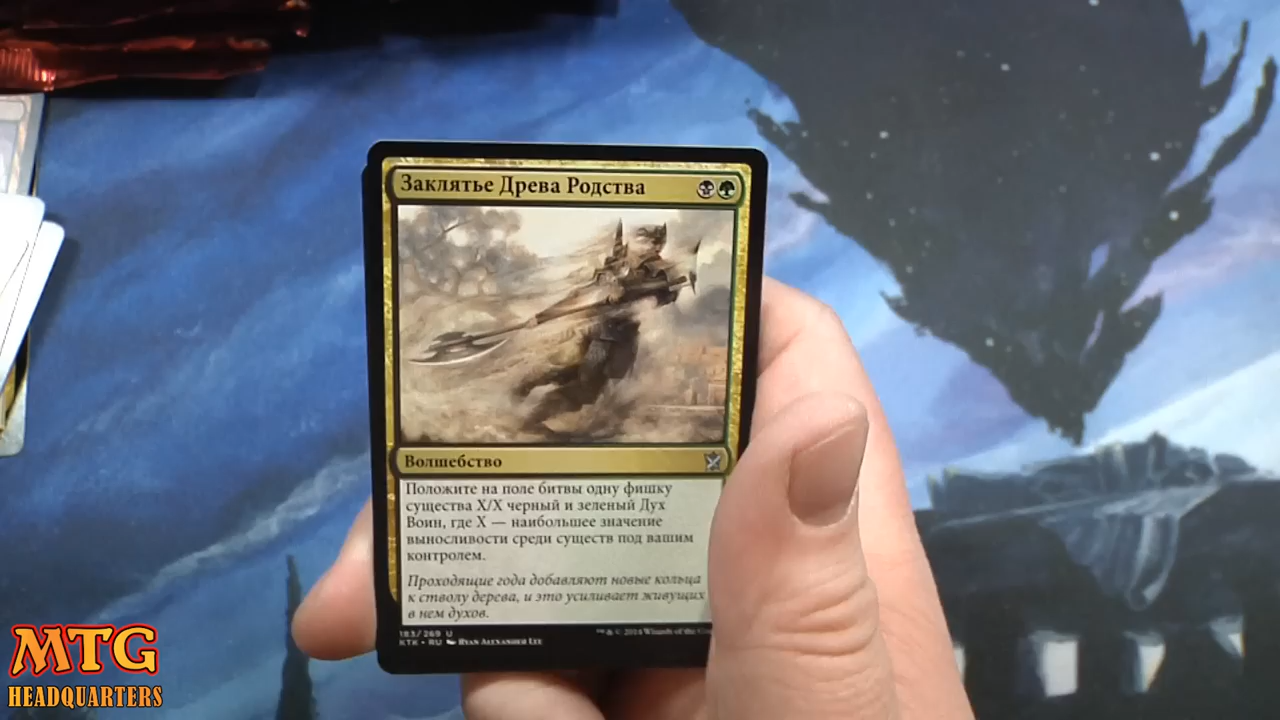 Заклятье Древа Родства
Волшебство
Положите на поле битвы одну фишку
существа X/X черный и зеленый Дух
Воин, где X — наибольшее значение
выносливости среди существ под вашим
контролем.
Проходящие года добавляют новые кольца
к стволу дерева, и это усиливает живущих
в нем духов.
183/269 U
™ & © 2014 Wizards of the
KTK • RU RYAN ALEXANDER LEE
MTG
HEADQUARTERS